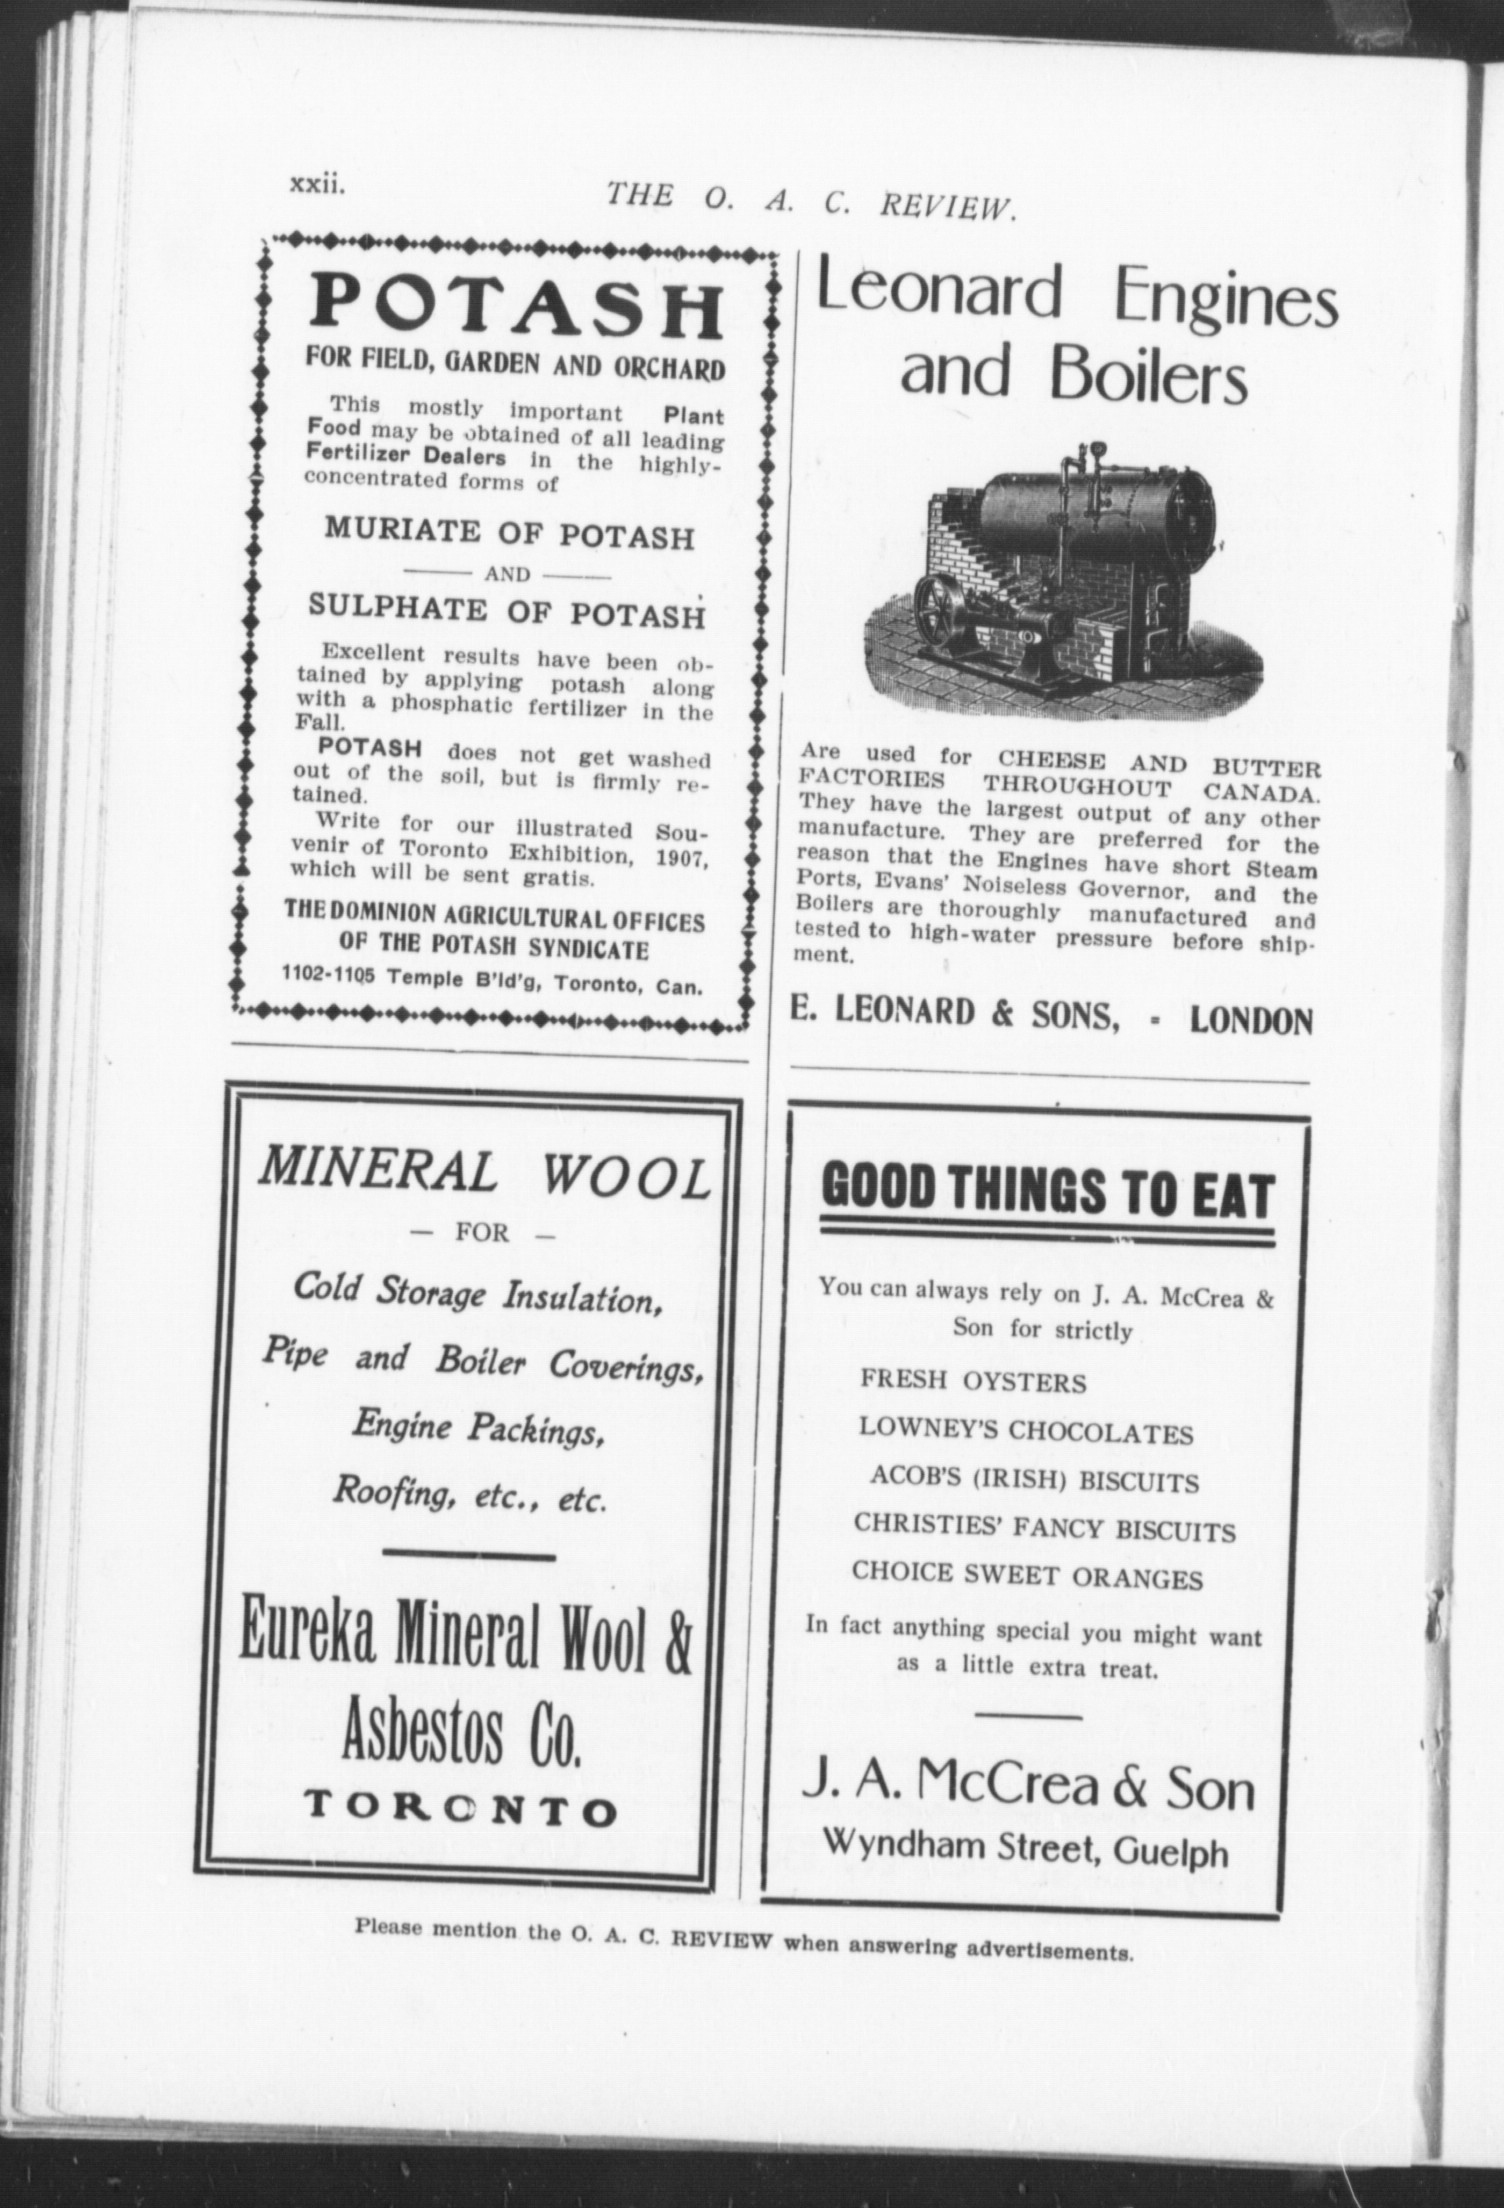 xxii.
THE O. A. C. REVIEW.
POTASH
FOR FIELD, GARDEN AND ORCHARD
This mostly important Plant
Food may be obtained of all leading
Fertilizer Dealers in the highly-
concentrated forms of
MURIATE OF POTASH
AND
SULPHATE OF POTASH
Excellent results have been ob-
tained by applying potash along
with a phosphatic fertilizer in the
Fall.
POTASH does not get washed
out of the soil, but is firmly re-
tained.
Write for our illustrated Sou-
venir of Toronto Exhibition, 1907,
which will be sent gratis.
THE DOMINION AGRICULTURAL OFFICES
OF THE POTASH SYNDICATE
1102-1105 Temple B'ld'g, Toronto, Can.
Leonard Engines
and Boilers
Are used for CHEESE AND BUTTER
FACTORIES THROUGHOUT CANADA.
They have the largest output of any other
manufacture. They are preferred for the
reason that the Engines have short Steam
Ports, Evans' Noiseless Governor, and the
Boilers are thoroughly manufactured and
tested to high-water pressure before ship-
ment.
E. LEONARD & SONS, - LONDON
MINERAL WOOL
— FOR —
Cold Storage Insulation,
Pipe and Boiler Coverings,
Engine Packings,
Roofing, etc., etc.
Eureka Mineral Wool &
Asbestos Co.
TORONTO
GOOD THINGS TO EAT
You can always rely on J. A. McCrea &
Son for strictly
FRESH OYSTERS
LOWNEY'S CHOCOLATES
ACOB'S (IRISH) BISCUITS
CHRISTIES' FANCY BISCUITS
CHOICE SWEET ORANGES
In fact anything special you might want
as a little extra treat.
J. A. McCrea & Son
Wyndham Street, Guelph
Please mention the O. A. C. REVIEW when answering advertisements.